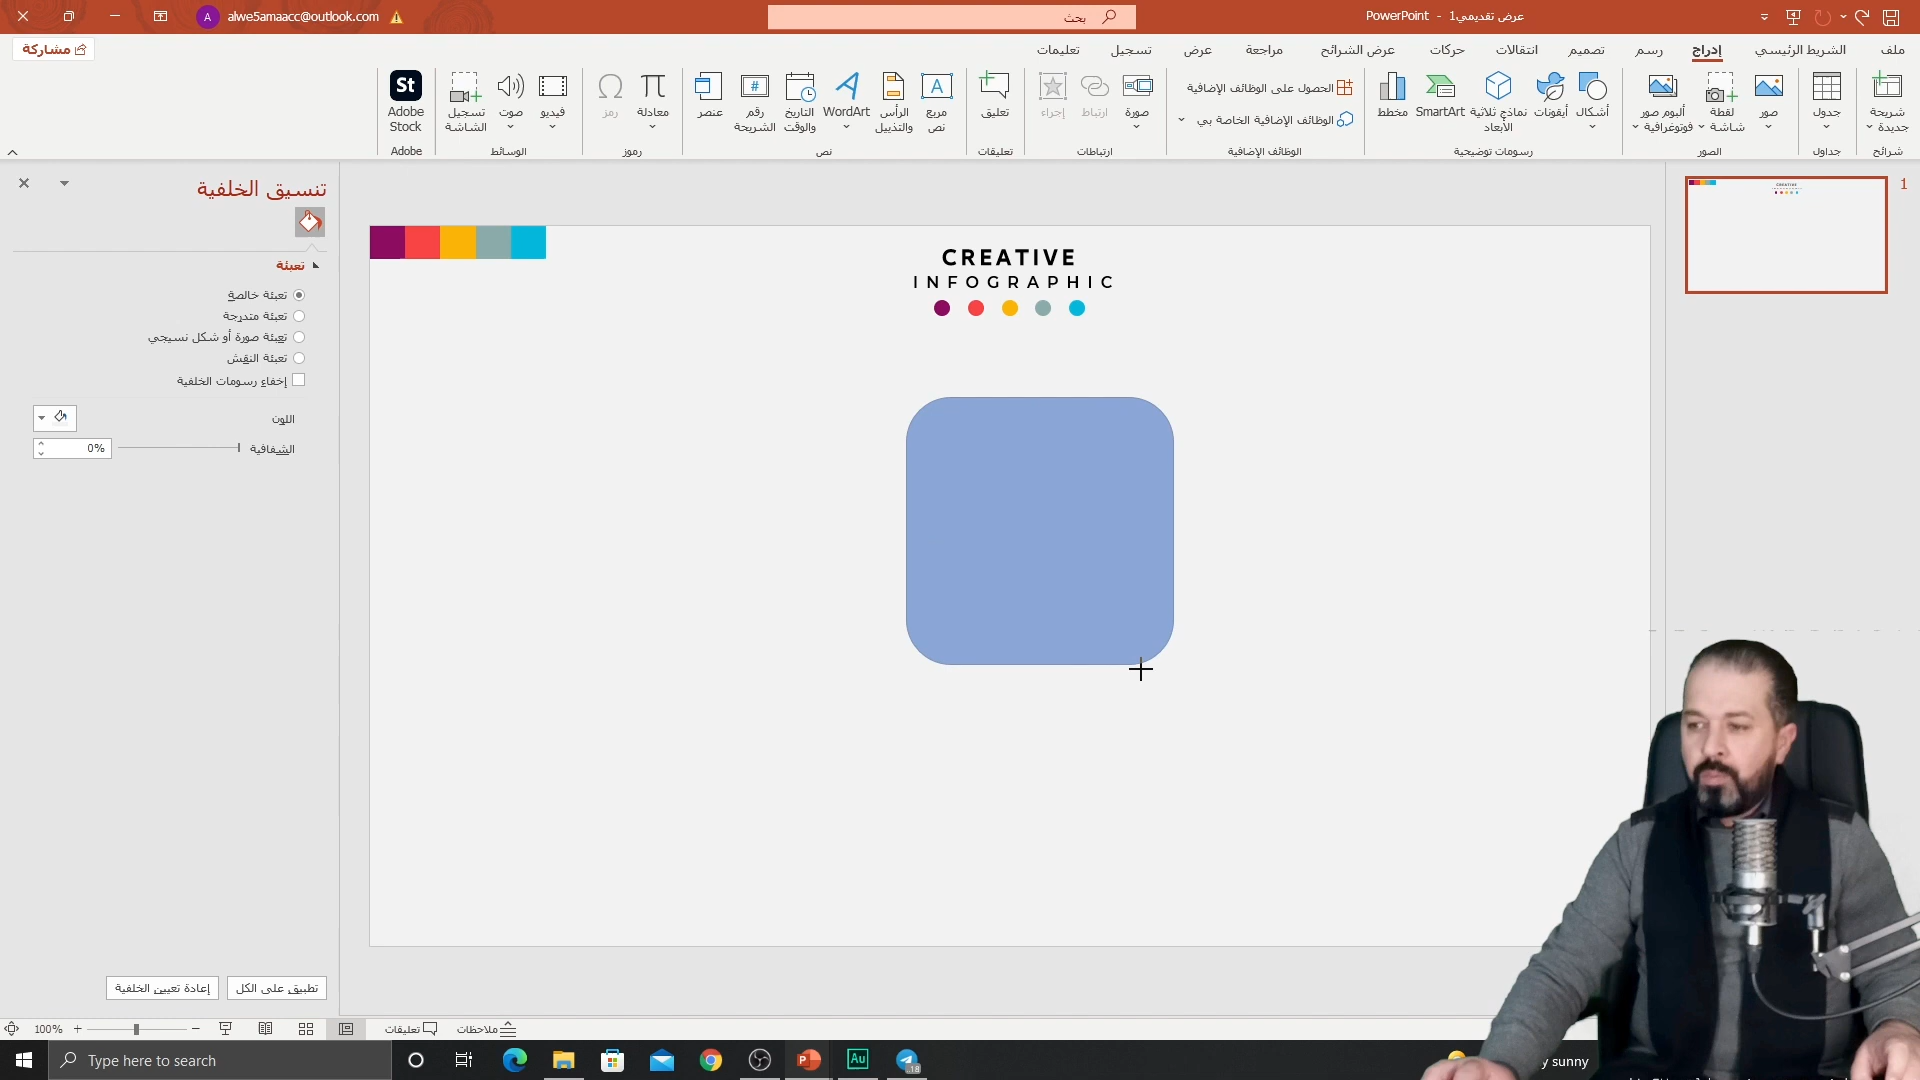 alwe5amaacc@outlook.com
A
بحث
عرض تقديمي1 - PowerPoint
ملف
الشريط الرئيسي
إدراج
رسم
تصميم
انتقالات
حركات
عرض الشرائح
مراجعة
عرض
تسجيل
تعليمات
مشاركة
شريحة
جديدة
شرائح
جدول
جداول
صور
لقطة
شاشة
ألبوم صور
فوتوغرافية
الصور
أشكال
أيقونات
نماذج ثلاثية
الأبعاد
SmartArt
مخطط
رسومات توضيحية
الحصول على الوظائف الإضافية
الوظائف الإضافية الخاصة بي
الوظائف الإضافية
صورة
ارتباط
إجراء
ارتباطات
تعليق
تعليقات
مربع
نص
الرأس
والتذييل
WordArt
التاريخ
والوقت
رقم
الشريحة
عنصر
نص
معادلة
رمز
رموز
فيديو
صوت
تسجيل
الشاشة
الوسائط
St
Adobe
Stock
Adobe
1
تنسيق الخلفية
تعبئة
تعبئة خالصة
تعبئة متدرجة
تعبئة صورة أو شكل نسيجي
تعبئة النقش
إخفاء رسومات الخلفية
اللون
الشفافية
0%
تطبيق على الكل
إعادة تعيين الخلفية
CREATIVE
INFOGRAPHIC
ملاحظات
تعليقات
100%
Type here to search
Au
18
y sunny